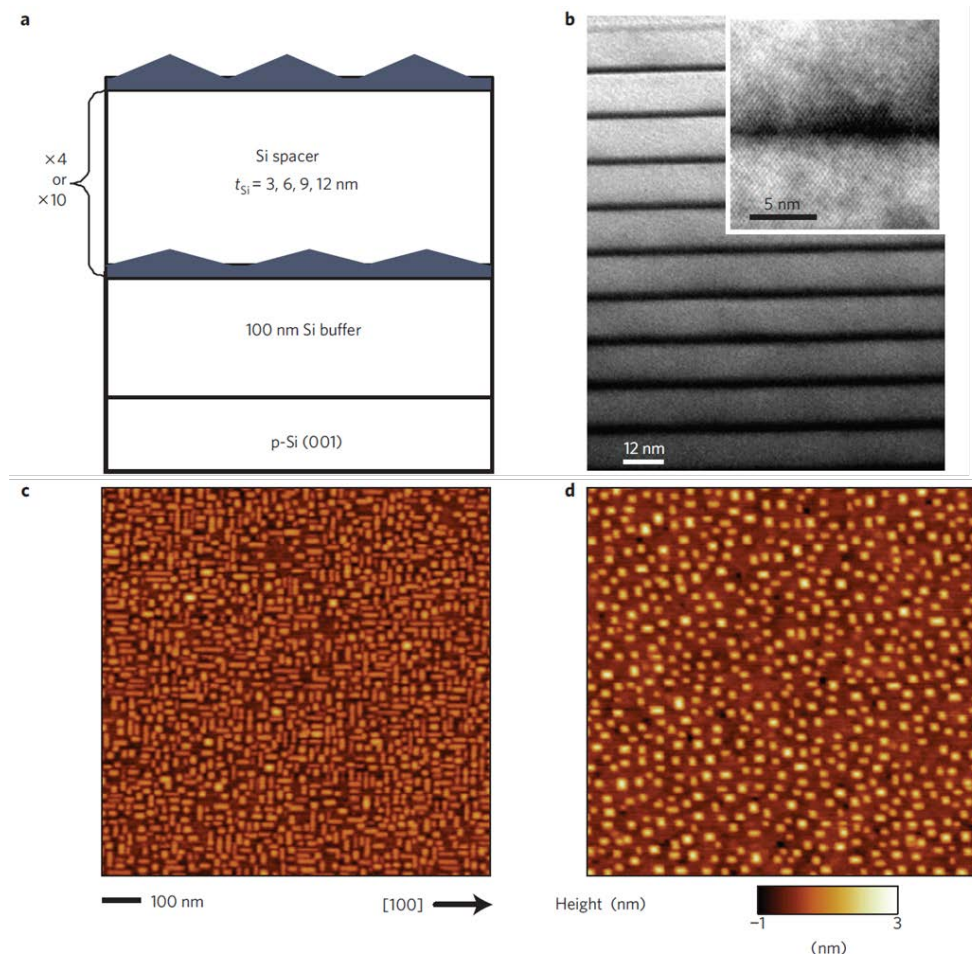 a
×4
or
×10
Si spacer
t_Si = 3, 6, 9, 12 nm
100 nm Si buffer
p-Si (001)
b
5 nm
12 nm
c
100 nm
[100]
d
Height (nm)
−1
3
(nm)